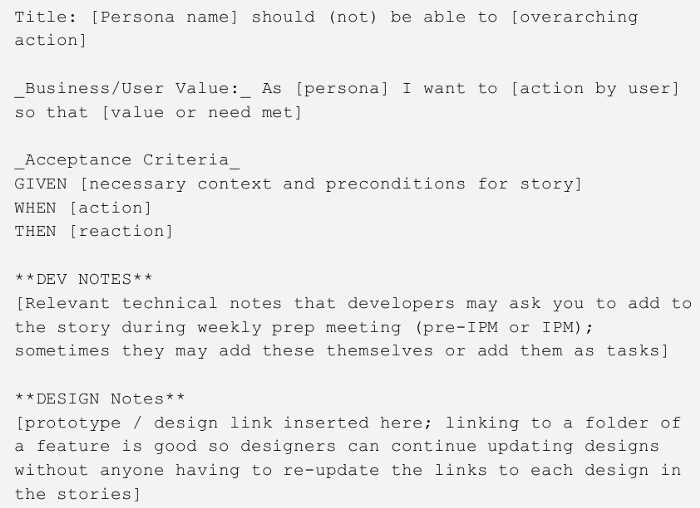 Title: [Persona name] should (not) be able to [overarching
action]
_Business/User Value:_ As [persona] I want to [action by user]
so that [value or need met]
_Acceptance Criteria_
GIVEN [necessary context and preconditions for story]
WHEN [action]
THEN [reaction]
**DEV NOTES**
[Relevant technical notes that developers may ask you to add to
the story during weekly prep meeting (pre-IPM or IPM);
sometimes they may add these themselves or add them as tasks]
**DESIGN Notes**
[prototype / design link inserted here; linking to a folder of
a feature is good so designers can continue updating designs
without anyone having to re-update the links to each design in
the stories]